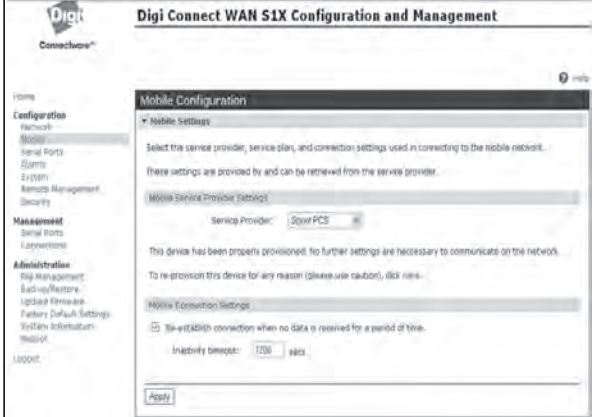 Digi
Connectware™
Digi Connect WAN S1X Configuration and Management
Help
Home
Configuration
Network
Mobile
Serial Ports
Alarms
System
Remote Management
Security
Management
Serial Ports
Connections
Administration
File Management
Backup/Restore
Update Firmware
Factory Default Settings
System Information
Reboot
Logout
Mobile Configuration
Mobile Settings
Select the service provider, service plan, and connection settings used in connecting to the mobile network.
These settings are provided by and can be retrieved from the service provider.
Mobile Service Provider Settings
Service Provider: Sprint PCS
This device has been properly provisioned. No further settings are neccessary to communicate on the network.
To re-provision this device for any reason (please use caution), click here.
Mobile Connection Settings
Re-establish connection when no data is received for a period of time.
Inactivity timeout: 1200 secs
Apply